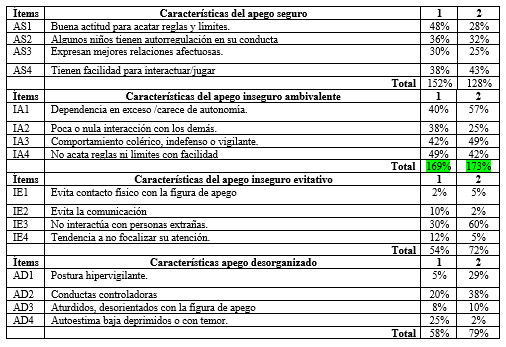 Ítems Características del apego seguro 1 2
AS1 Buena actitud para acatar reglas y limites. 48% 28%
AS2 Algunos niños tienen autorregulación en su conducta 36% 32%
AS3 Expresan mejores relaciones afectuosas. 30% 25%
AS4 Tienen facilidad para interactuar/jugar 38% 43%
Total 152% 128%
Ítems Características del apego inseguro ambivalente 1 2
IA1 Dependencia en exceso /carece de autonomía. 40% 57%
IA2 Poca o nula interacción con los demás. 38% 25%
IA3 Comportamiento colérico, indefenso o vigilante. 42% 49%
IA4 No acata reglas ni limites con facilidad 49% 42%
Total 169% 173%
Ítems Características del apego inseguro evitativo 1 2
IE1 Evita contacto físico con la figura de apego 2% 5%
IE2 Evita la comunicación 10% 2%
IE3 No interactúa con personas extrañas. 30% 60%
IE4 Tendencia a no focalizar su atención. 12% 5%
Total 54% 72%
Ítems Características apego desorganizado 1 2
AD1 Postura hipervigilante. 5% 29%
AD2 Conductas controladoras 20% 38%
AD3 Aturdidos, desorientados con la figura de apego 8% 10%
AD4 Autoestima baja deprimidos o con temor. 25% 2%
Total 58% 79%